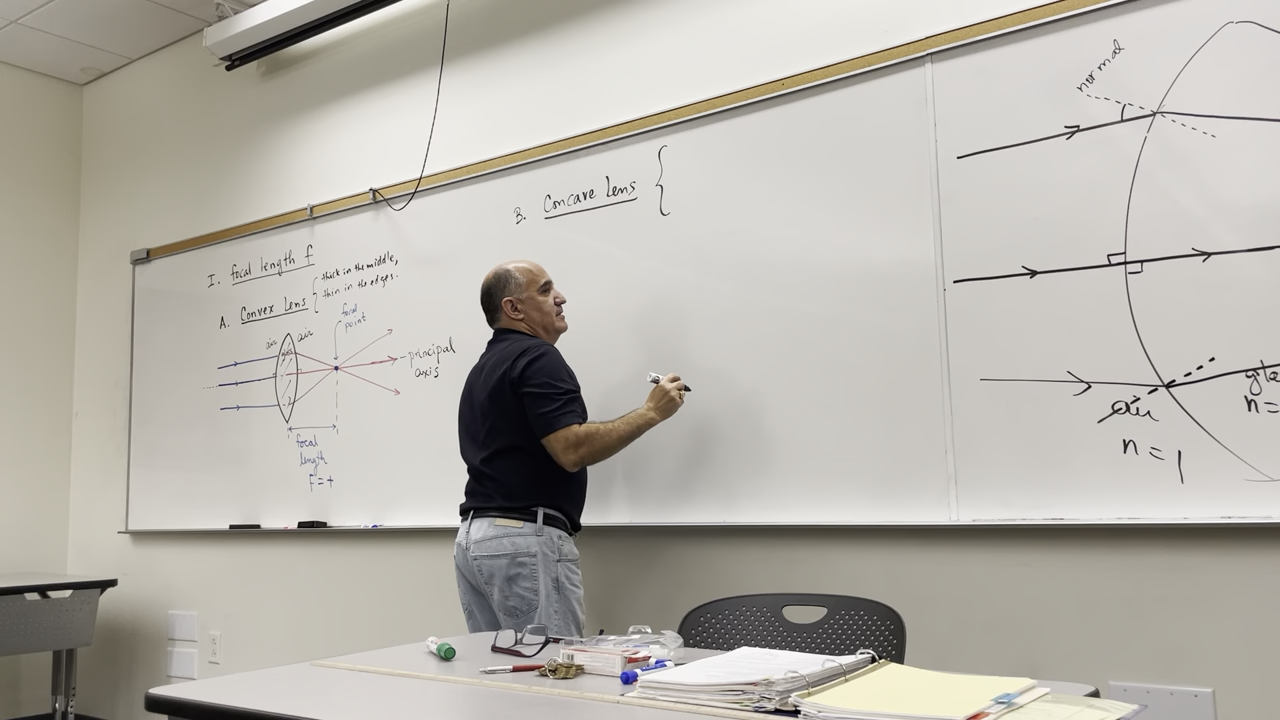 I. focal length f
A. Convex Lens { thick in the middle,
thin in the edges.
air
air
glass
focal
point
principal
axis
focal
length
F = +
B. Concave Lens {
normal
air
n = 1
n =